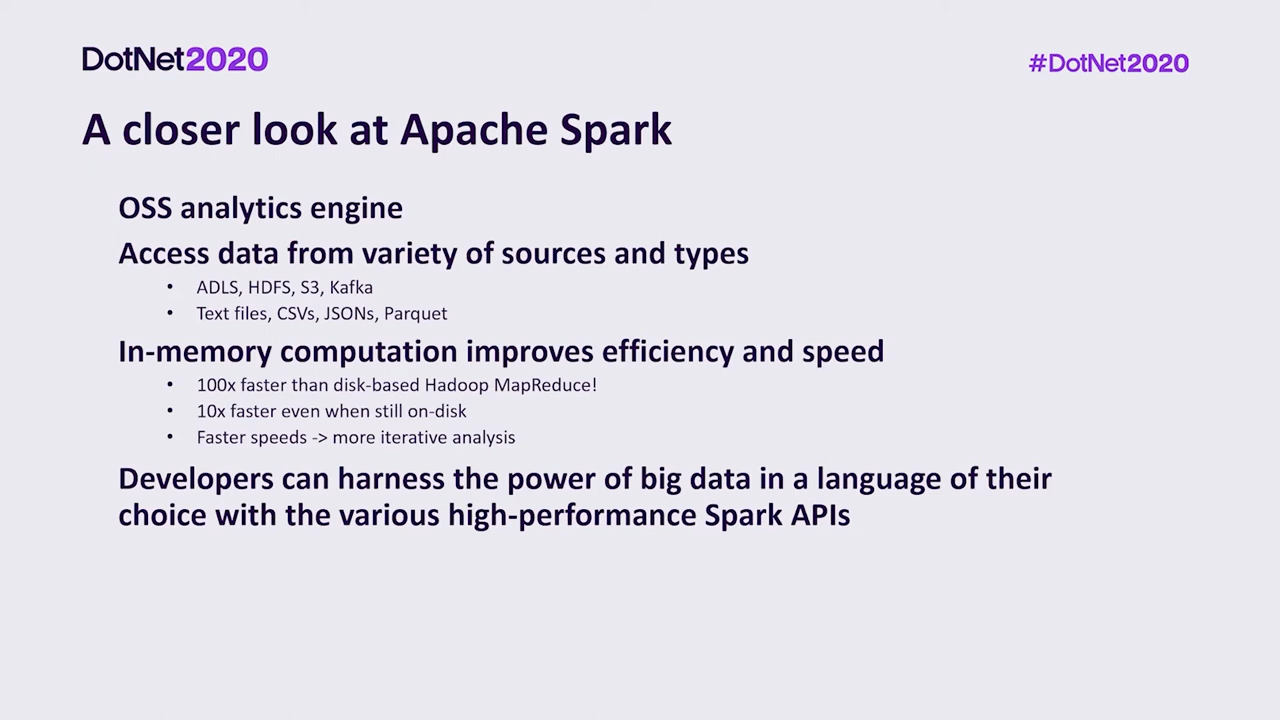 DotNet2020
#DotNet2020
A closer look at Apache Spark
OSS analytics engine
Access data from variety of sources and types
• ADLS, HDFS, S3, Kafka
• Text files, CSVs, JSONs, Parquet
In-memory computation improves efficiency and speed
• 100x faster than disk-based Hadoop MapReduce!
• 10x faster even when still on-disk
• Faster speeds -> more iterative analysis
Developers can harness the power of big data in a language of their
choice with the various high-performance Spark APIs